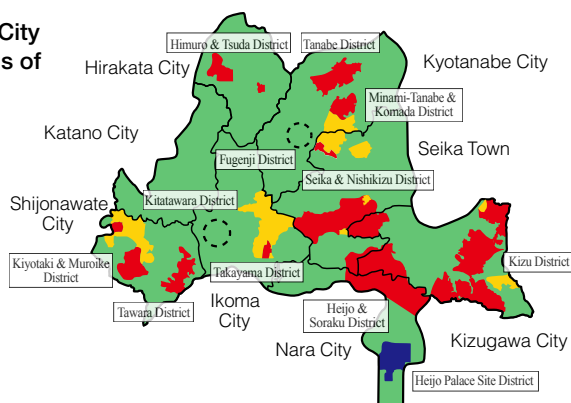 City
s of
Himuro & Tsuda District
Tanabe District
Hirakata City
Kyotanabe City
Minami-Tanabe &
Komada District
Katano City
Fugenji District
Seika Town
Seika & Nishikizu District
Kitatawara District
Shijonawate
City
Kiyotaki & Muroike
District
Takayama District
Kizu District
Tawara District
Ikoma
City
Heijo &
Soraku District
Nara City
Kizugawa City
Heijo Palace Site District